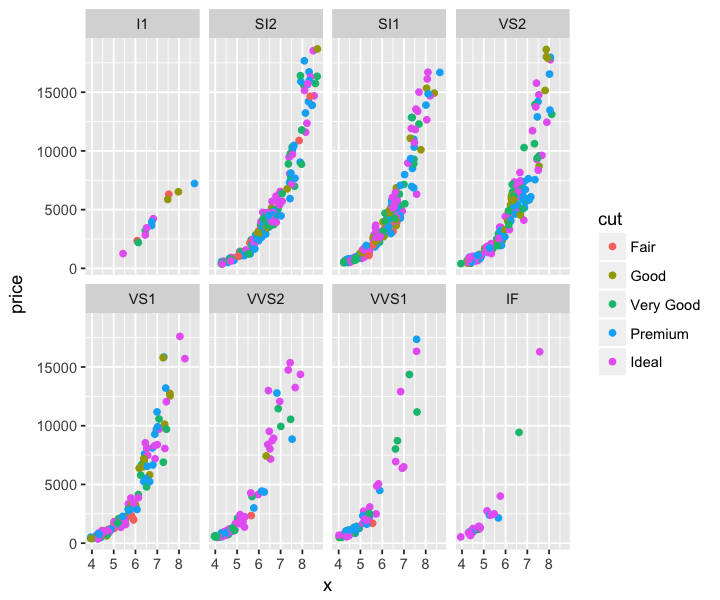 I1 SI2 SI1 VS2
15000
10000
5000
0
price
cut
Fair
Good
Very Good
Premium
Ideal
VS1 VVS2 VVS1 IF
15000
10000
5000
0
4 5 6 7 8 4 5 6 7 8 4 5 6 7 8 4 5 6 7 8
x